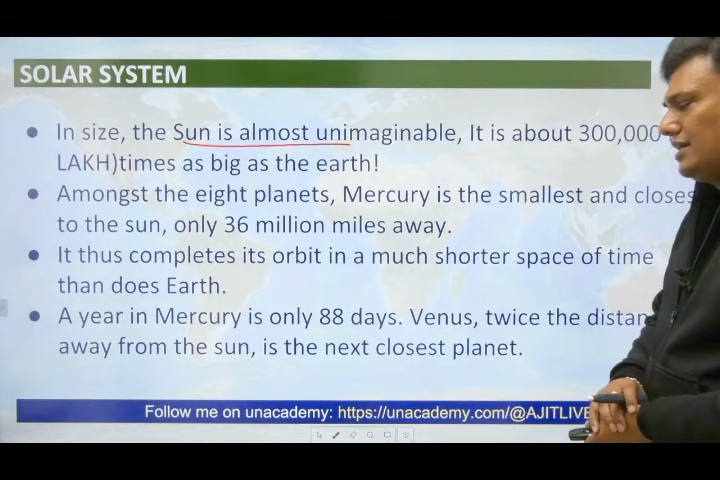 SOLAR SYSTEM
● In size, the Sun is almost unimaginable, It is about 300,000
LAKH)times as big as the earth!
● Amongst the eight planets, Mercury is the smallest and closes
to the sun, only 36 million miles away.
● It thus completes its orbit in a much shorter space of time
than does Earth.
● A year in Mercury is only 88 days. Venus, twice the distan
away from the sun, is the next closest planet.
Follow me on unacademy: https://unacademy.com/@AJITLIVE